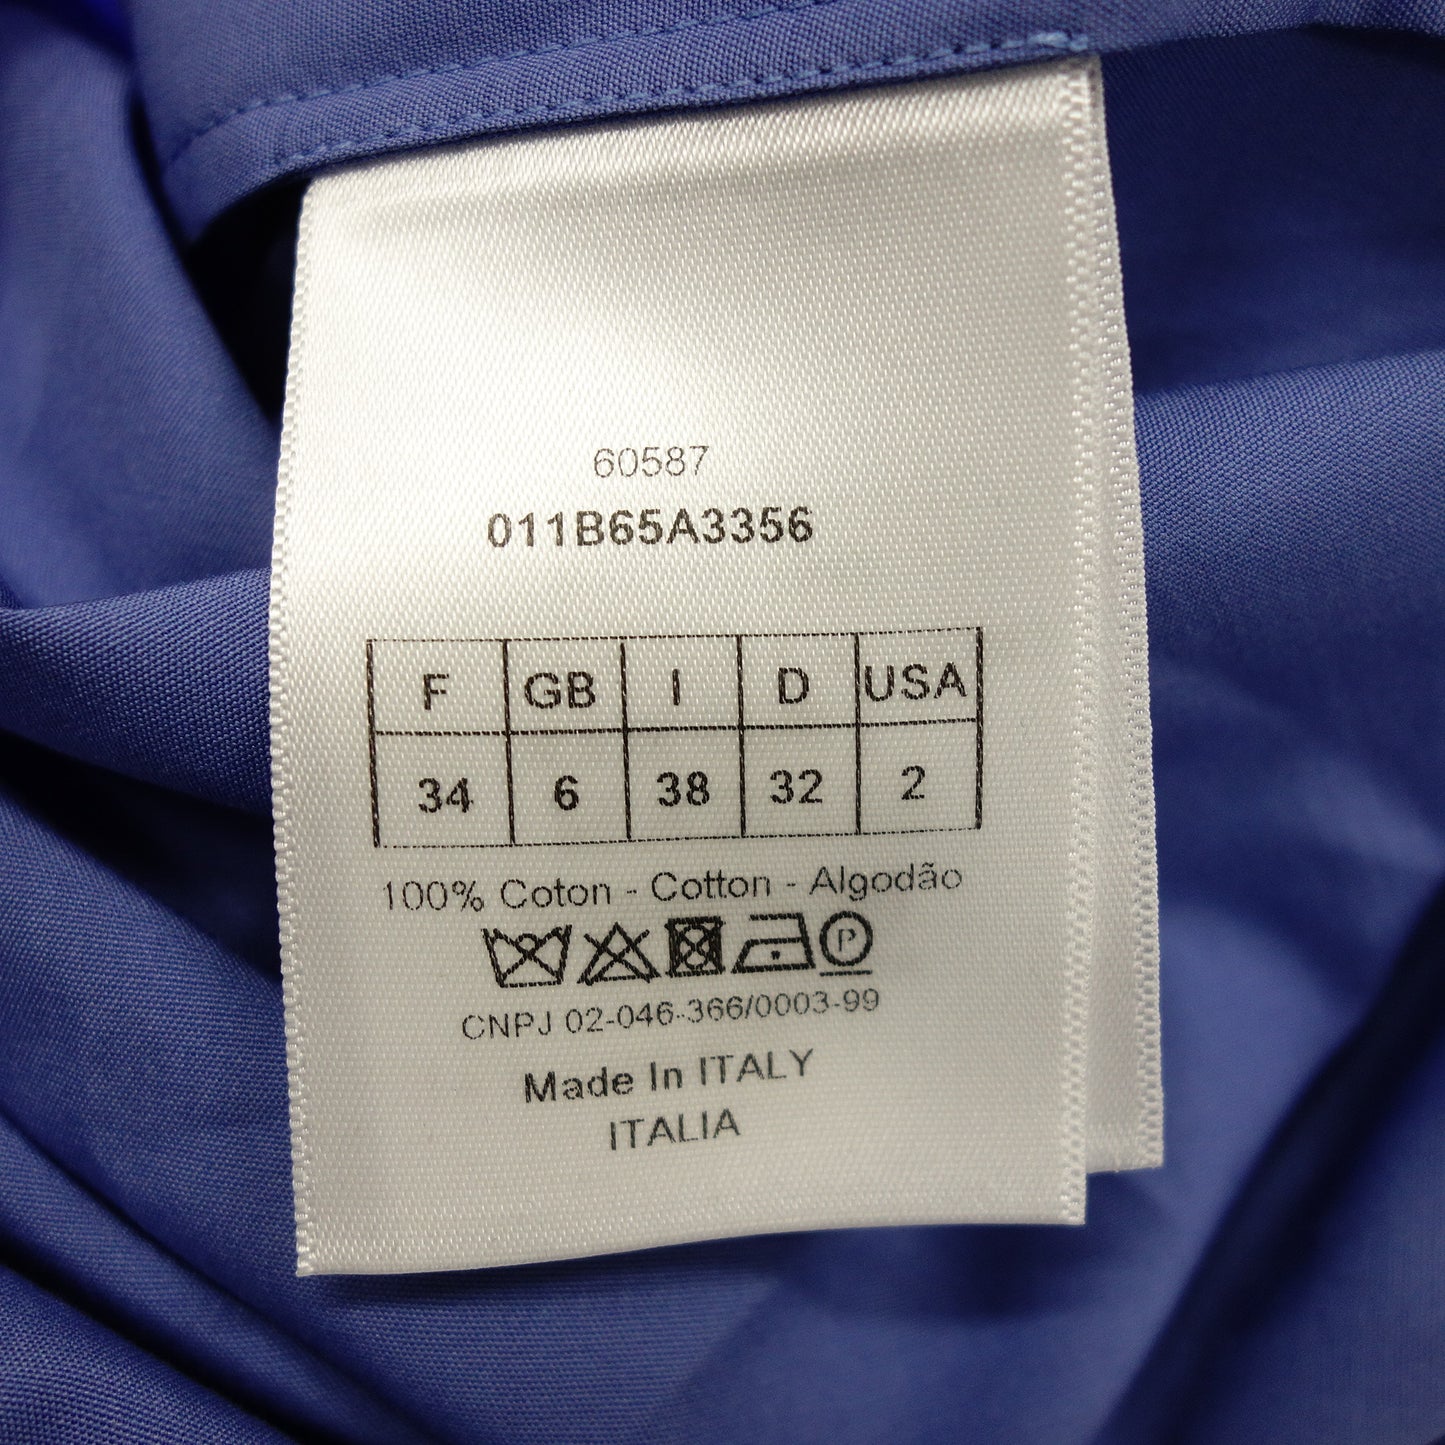 60587
011B65A3356
F GB I D USA
34 6 38 32 2
100% Coton - Cotton - Algodão
P
CNPJ 02-046-366/0003-99
Made In ITALY
ITALIA